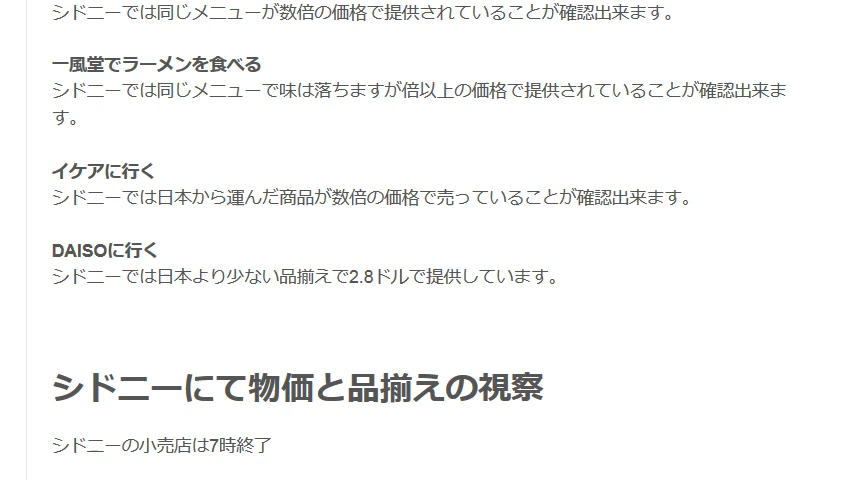 シドニーでは同じメニューが数倍の価格で提供されていることが確認出来ます。
一風堂でラーメンを食べる
シドニーでは同じメニューで味は落ちますが倍以上の価格で提供されていることが確認出来ま
す。
イケアに行く
シドニーでは日本から運んだ商品が数倍の価格で売っていることが確認出来ます。
DAISOに行く
シドニーでは日本より少ない品揃えで2.8ドルで提供しています。
シドニーにて物価と品揃えの視察
シドニーの小売店は7時終了